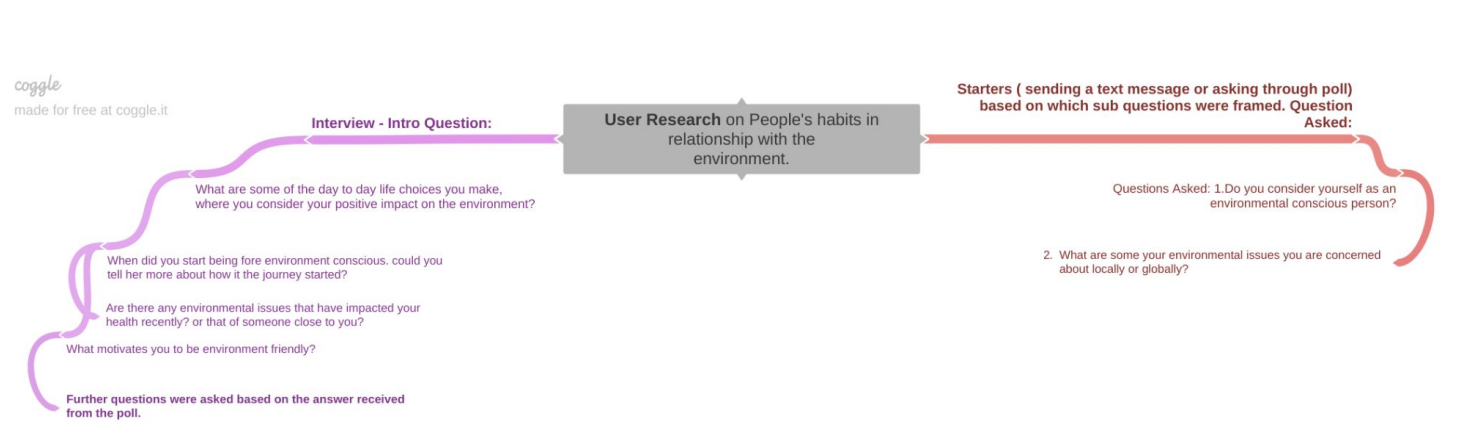 coggle
made for free at coggle.it
Interview - Intro Question:
What are some of the day to day life choices you make,
where you consider your positive impact on the environment?
When did you start being fore environment conscious. could you
tell her more about how it the journey started?
Are there any environmental issues that have impacted your
health recently? or that of someone close to you?
What motivates you to be environment friendly?
Further questions were asked based on the answer received
from the poll.
User Research on People's habits in
relationship with the
environment.
Starters ( sending a text message or asking through poll)
based on which sub questions were framed. Question
Asked:
Questions Asked: 1.Do you consider yourself as an
environmental conscious person?
2. What are some your environmental issues you are concerned
about locally or globally?